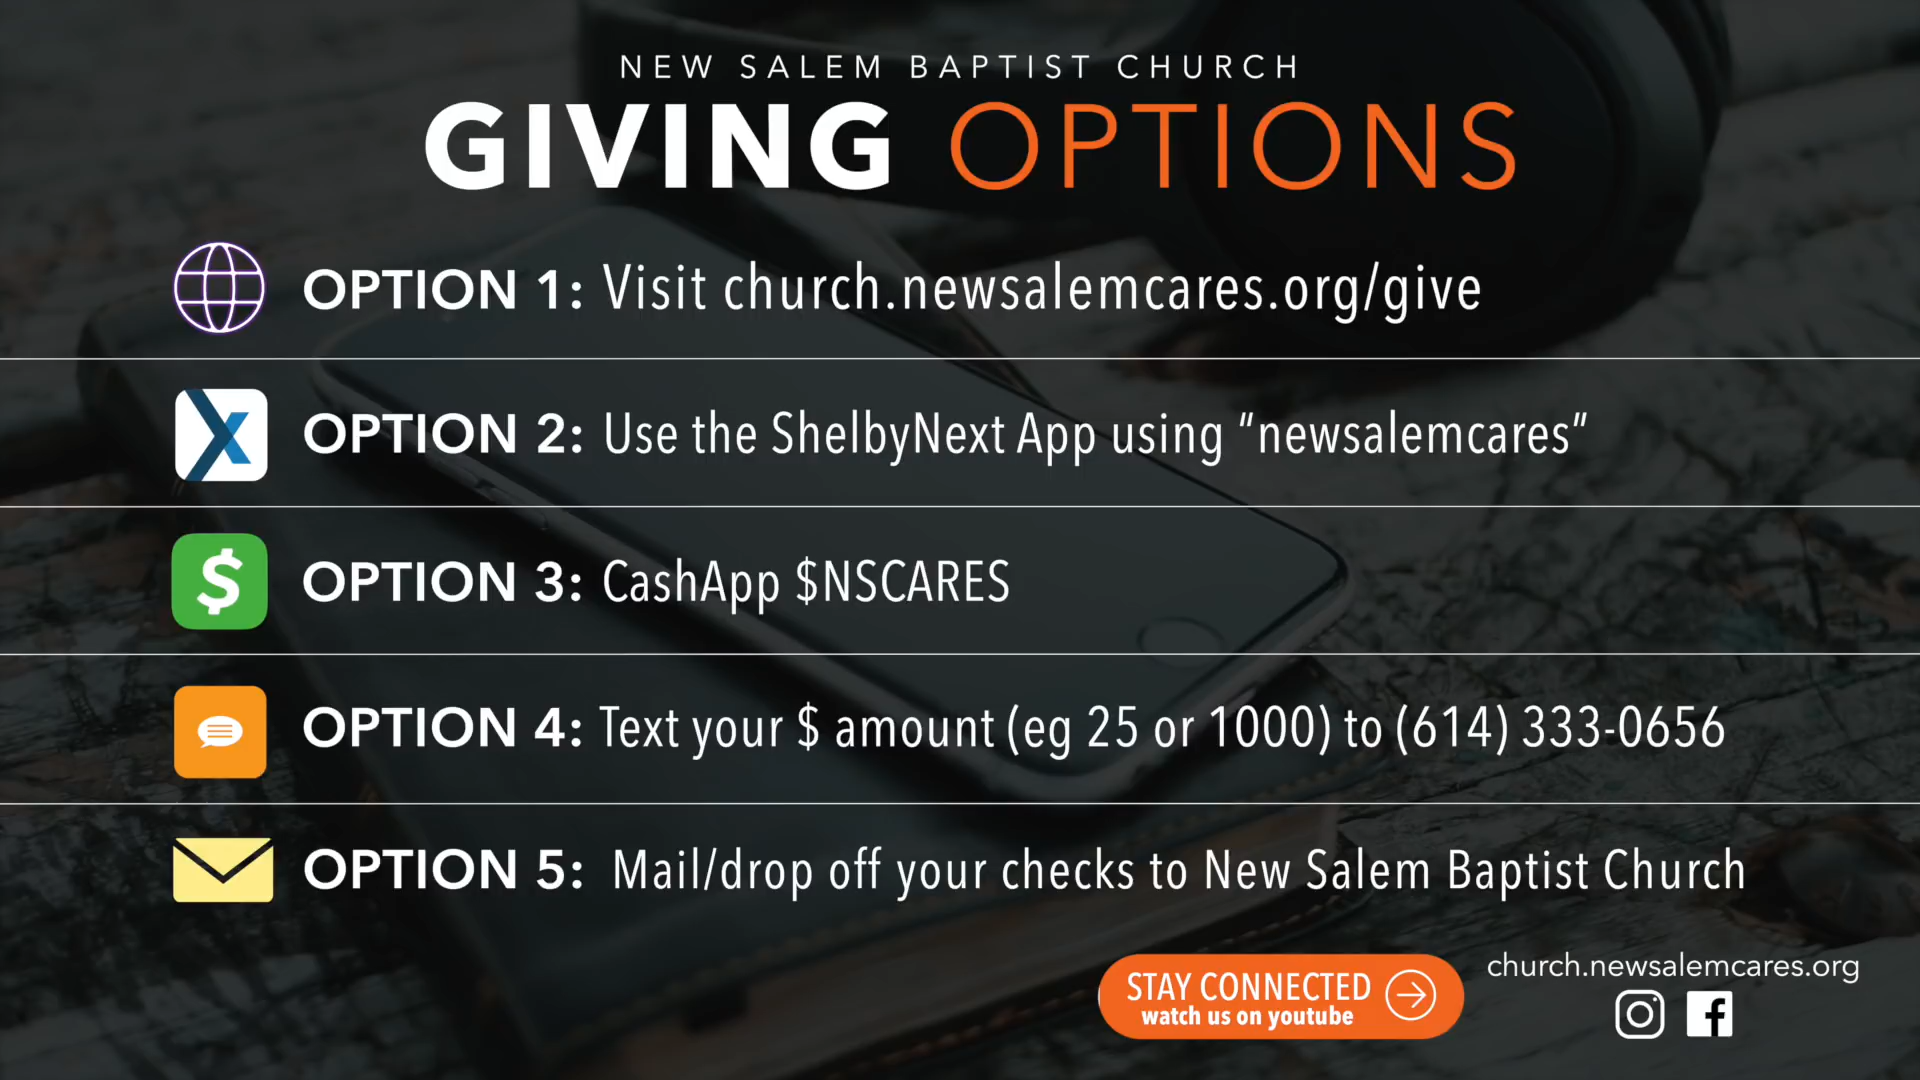 NEW SALEM BAPTIST CHURCH
GIVING OPTIONS
OPTION 1: Visit church.newsalemcares.org/give
OPTION 2: Use the ShelbyNext App using “newsalemcares”
$ OPTION 3: CashApp $NSCARES
OPTION 4: Text your $ amount (eg 25 or 1000) to (614) 333-0656
OPTION 5: Mail/drop off your checks to New Salem Baptist Church
STAY CONNECTED
watch us on youtube
church.newsalemcares.org